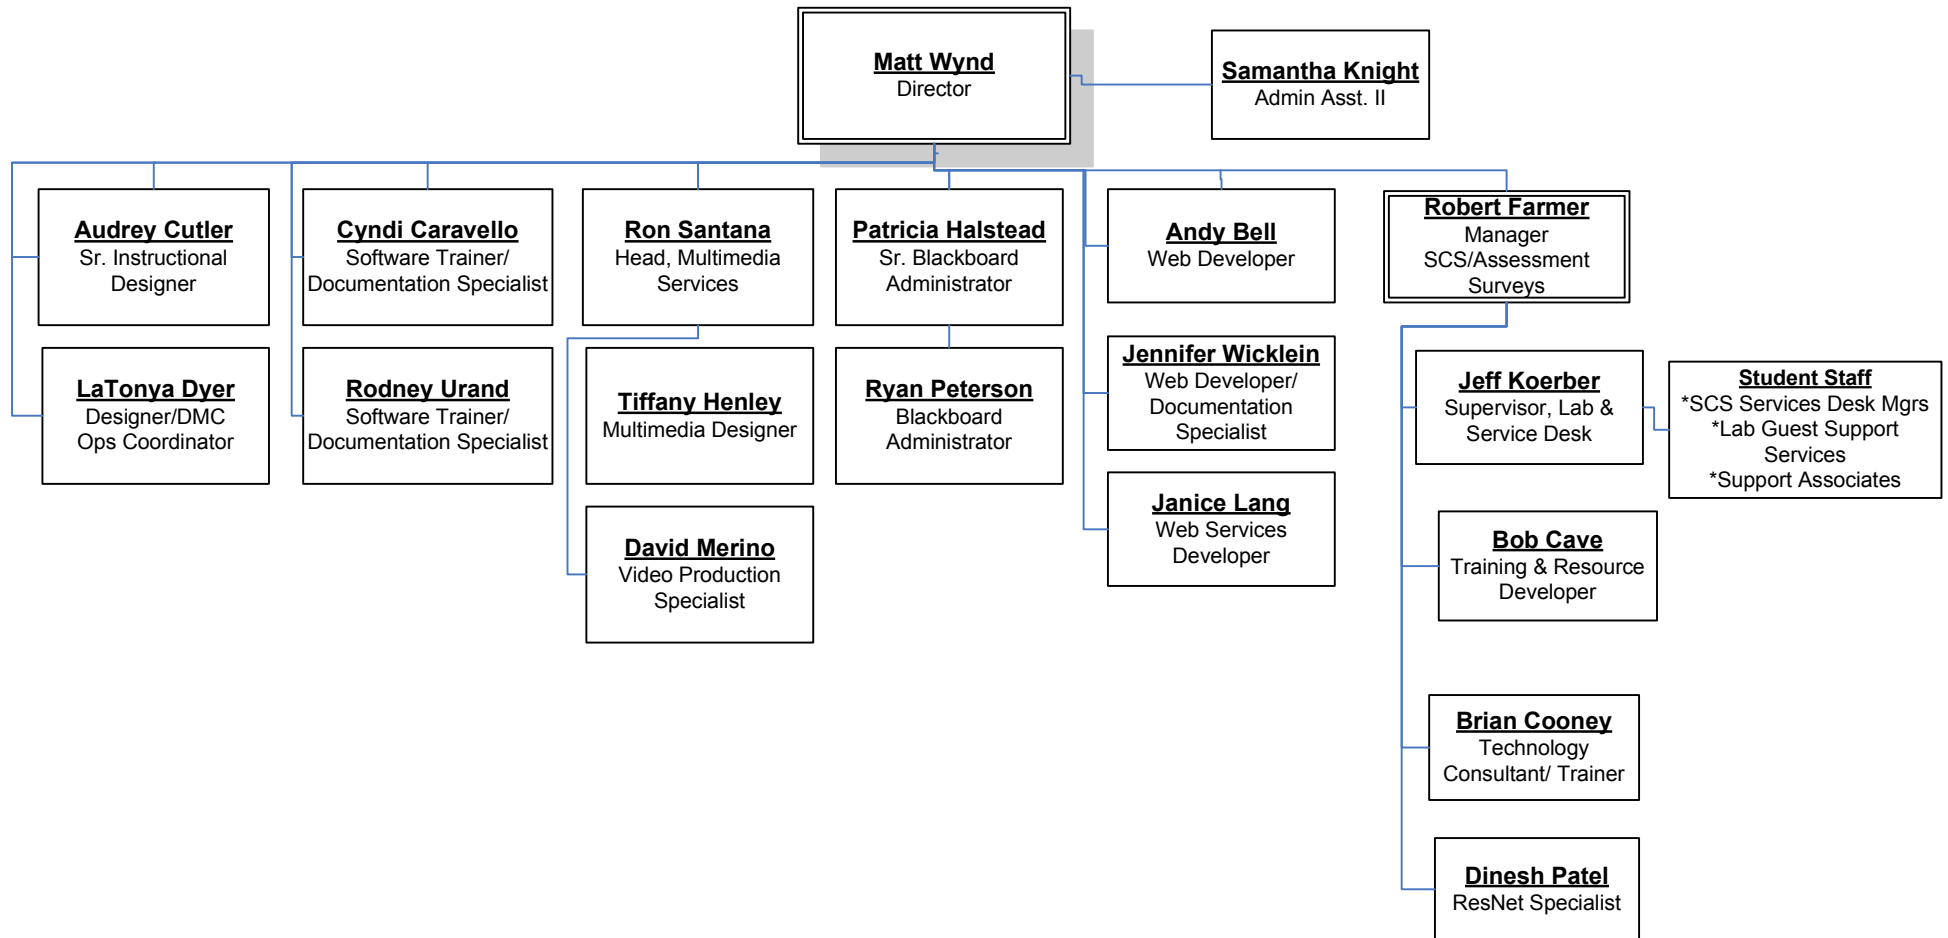 Matt Wynd
Director
Samantha Knight
Admin Asst. II
Audrey Cutler
Sr. Instructional
Designer
Cyndi Caravello
Software Trainer/
Documentation Specialist
Ron Santana
Head, Multimedia
Services
Patricia Halstead
Sr. Blackboard
Administrator
Andy Bell
Web Developer
Robert Farmer
Manager
SCS/Assessment
Surveys
LaTonya Dyer
Designer/DMC
Ops Coordinator
Rodney Urand
Software Trainer/
Documentation Specialist
Tiffany Henley
Multimedia Designer
Ryan Peterson
Blackboard
Administrator
Jennifer Wicklein
Web Developer/
Documentation
Specialist
Jeff Koerber
Supervisor, Lab &
Service Desk
Student Staff
*SCS Services Desk Mgrs
*Lab Guest Support
Services
*Support Associates
David Merino
Video Production
Specialist
Janice Lang
Web Services
Developer
Bob Cave
Training & Resource
Developer
Brian Cooney
Technology
Consultant/ Trainer
Dinesh Patel
ResNet Specialist